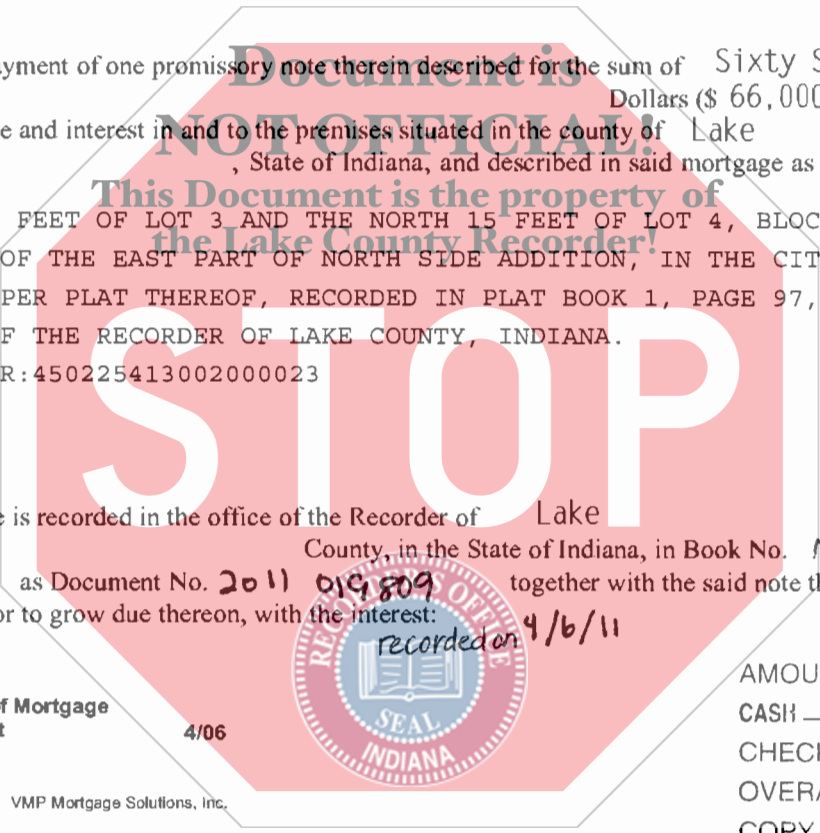 Document is
yment of one promissory note therein described for the sum of Sixty S
Dollars ($ 66,000
NOT OFFICIAL!
e and interest in and to the premises situated in the county of Lake
, State of Indiana, and described in said mortgage as
This Document is the property of
FEET OF LOT 3 AND THE NORTH 15 FEET OF LOT 4, BLOC
the Lake County Recorder!
OF THE EAST PART OF NORTH SIDE ADDITION, IN THE CIT
PER PLAT THEREOF, RECORDED IN PLAT BOOK 1, PAGE 97,
F THE RECORDER OF LAKE COUNTY, INDIANA.
R:450225413002000023
STOP
e is recorded in the office of the Recorder of Lake
County, in the State of Indiana, in Book No.
as Document No. 2011 019809 together with the said note th
or to grow due thereon, with the interest:
recorded on 4/6/11
RECORDER'S OFFICE
SEAL
INDIANA
f Mortgage
t 4/06
VMP Mortgage Solutions, Inc.
AMOU
CASH
CHECK
OVERA
COPY